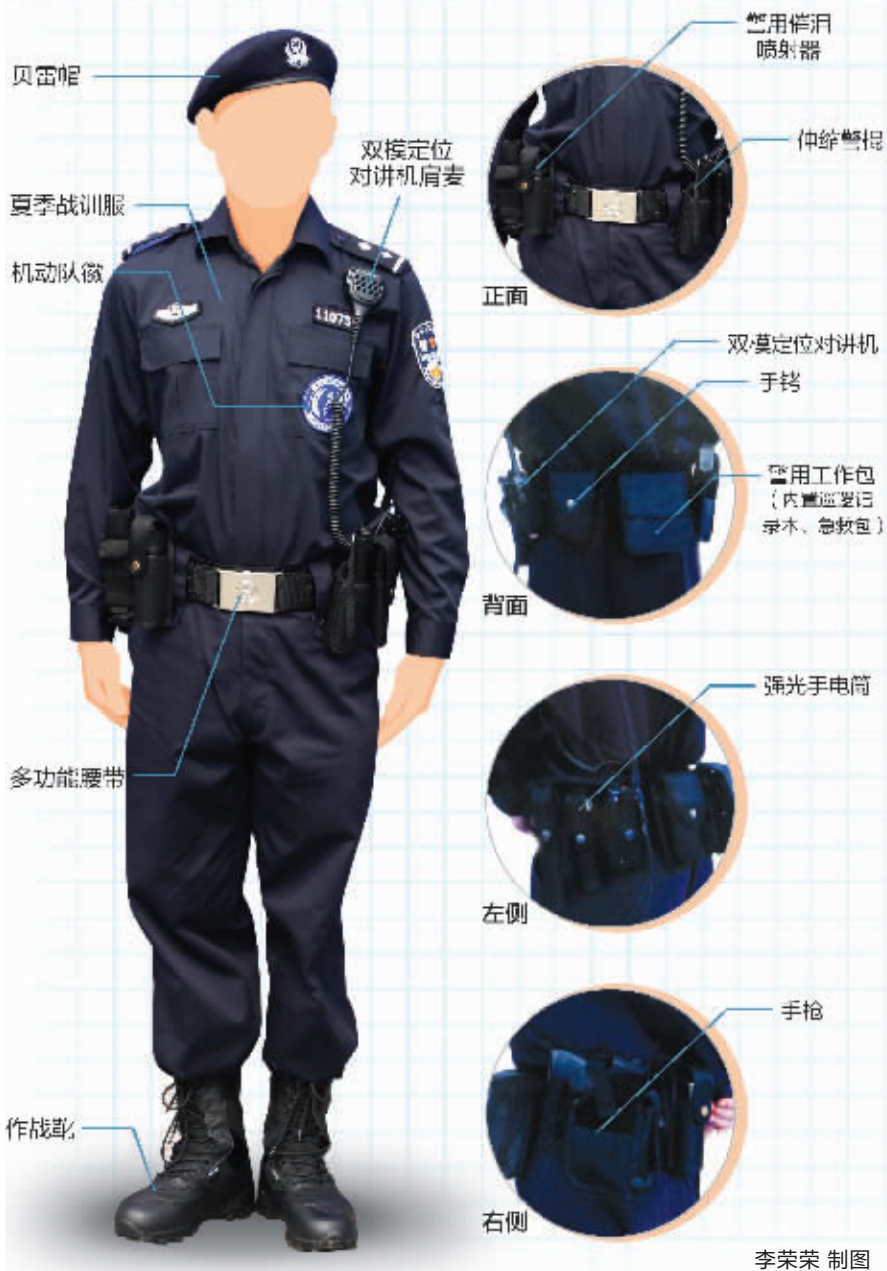 贝雷帽
夏季战训服
机动队徽
双模定位
对讲机肩麦
11073
多功能腰带
作战靴
警用催泪
喷射器
伸缩警棍
正面
双模定位对讲机
手铐
警用工作包
(内置巡逻记
录本、急救包)
背面
强光手电筒
左侧
手枪
右侧
李荣荣 制图